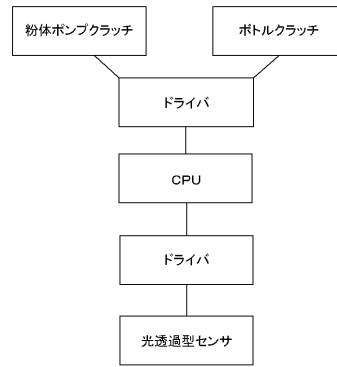 粉体ポンプクラッチ
ボトルクラッチ
ドライバ
CPU
ドライバ
光透過型センサ